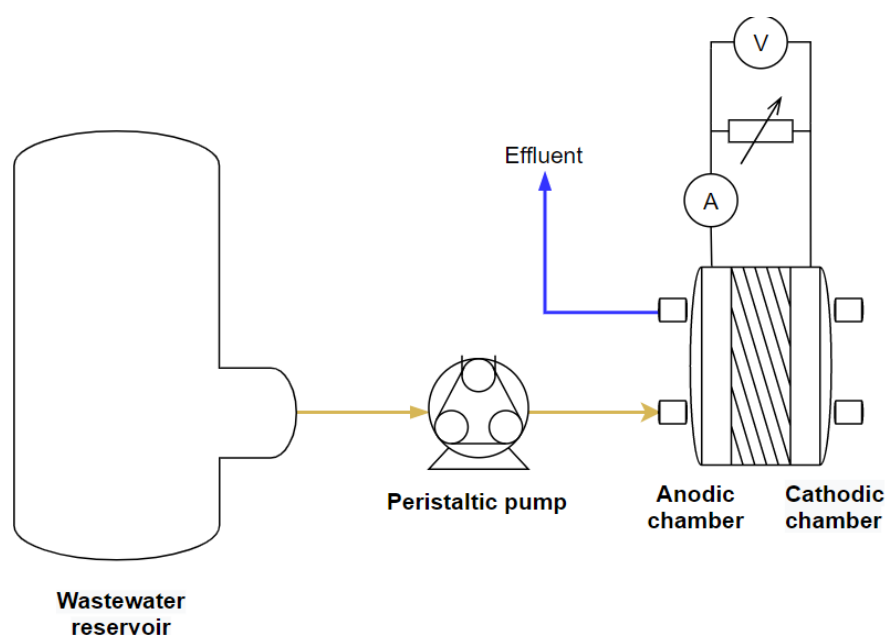 V
Effluent
A
Peristaltic pump
Anodic
chamber
Cathodic
chamber
Wastewater
reservoir